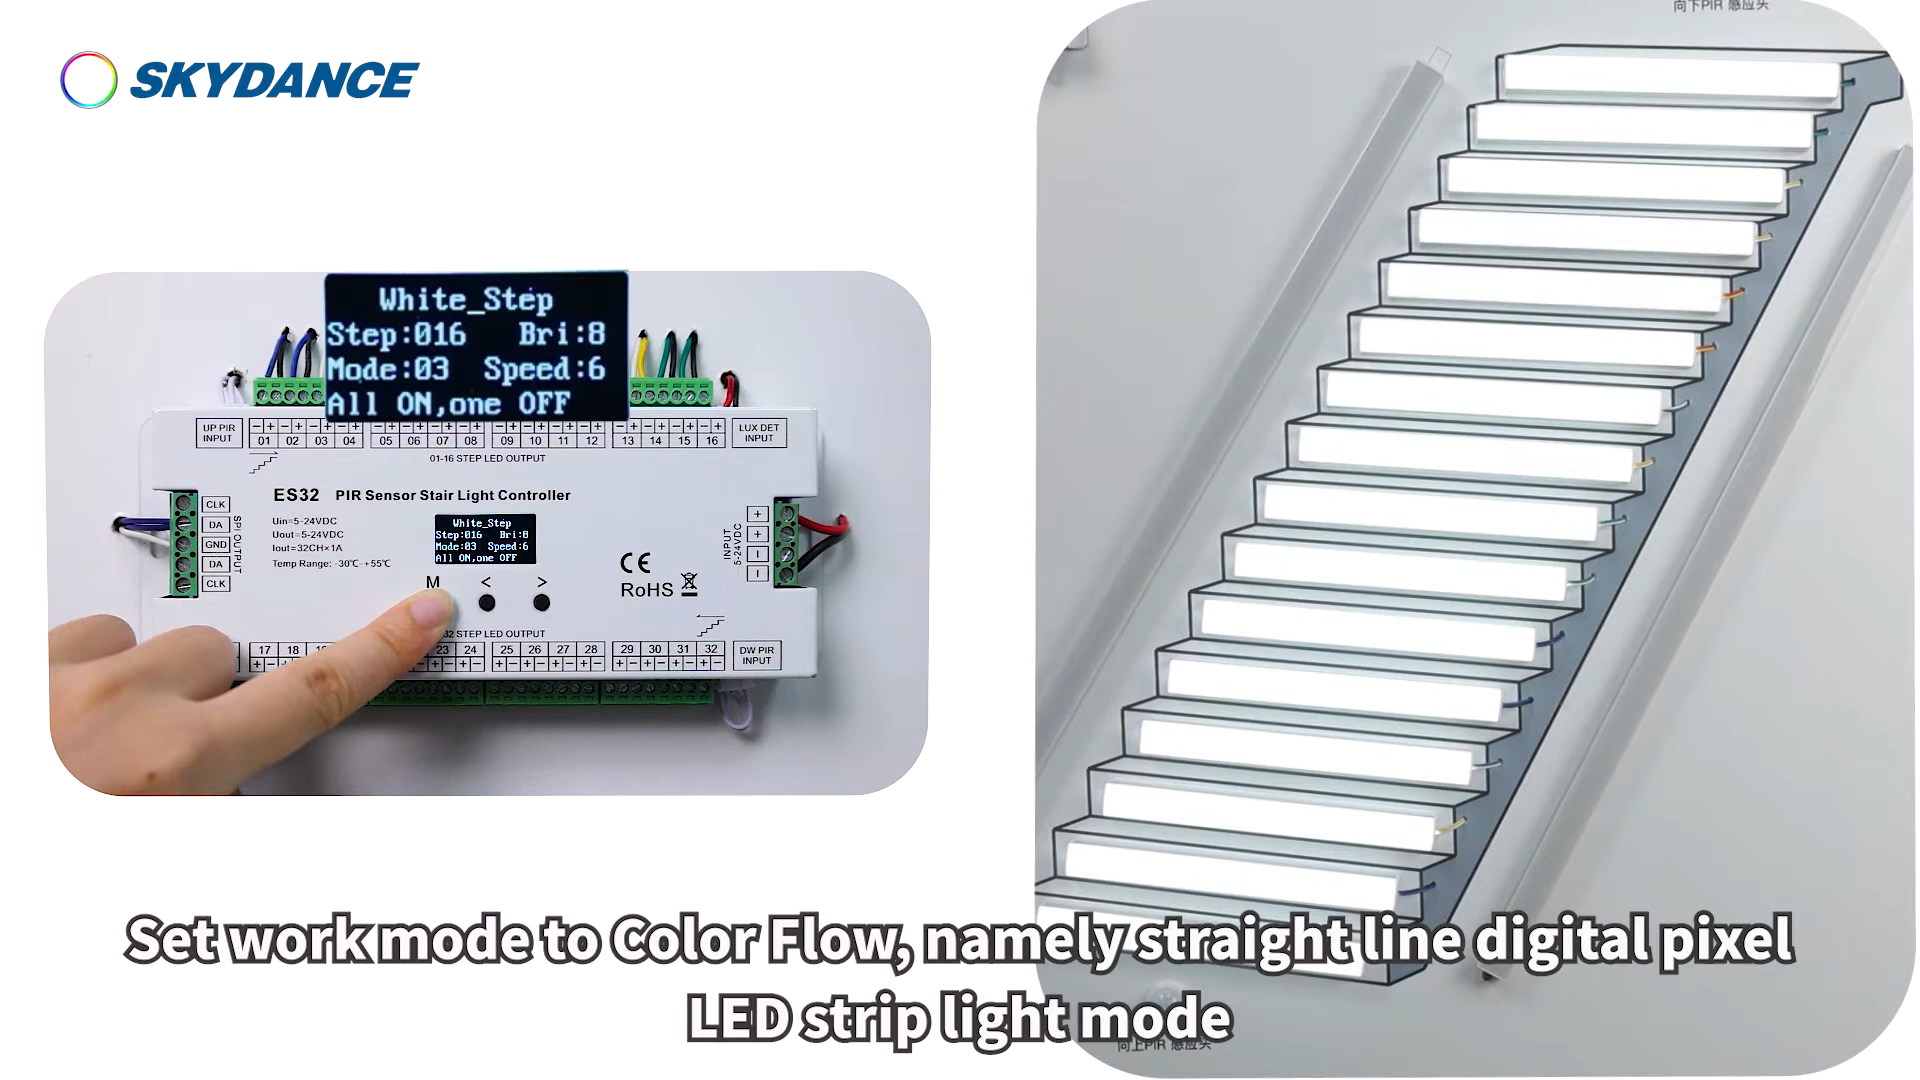 SKYDANCE
向下PIR 感应头
White_Step
Step:016 Bri:8
Mode:03 Speed:6
All ON,one OFF
UP PIR
INPUT
- + - + - + - + - + - + - + - + - + - + - + - + - + - + - + - +
01 02 03 04 05 06 07 08 09 10 11 12 13 14 15 16
LUX DET
INPUT
01-16 STEP LED OUTPUT
ES32 PIR Sensor Stair Light Controller
Uin=5-24VDC
Uout=5-24VDC
Iout=32CH×1A
Temp Range: -30℃-+55℃
CLK
DA
GND
DA
CLK
SPI OUTPUT
White_Step
Step:016 Bri:8
Mode:03 Speed:6
All ON,one OFF
M < >
CE
RoHS
INPUT
5-24VDC
32 STEP LED OUTPUT
17 18 23 24 25 26 27 28 29 30 31 32
DW PIR
INPUT
Set work mode to Color Flow, namely straight line digital pixel
LED strip light mode
向上PIR 感应头